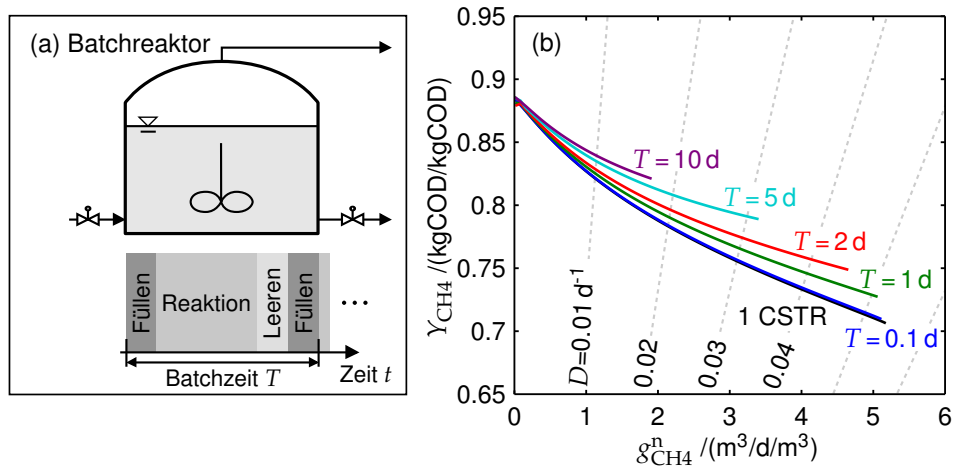 (a) Batchreaktor
Füllen
Reaktion
Leeren
Füllen
...
Batchzeit T
Zeit t
(b)
Y_CH4 /(kgCOD/kgCOD)
0.95
0.9
0.85
0.8
0.75
0.7
0.65
T = 10 d
T = 5 d
T = 2 d
T = 1 d
1 CSTR
T = 0.1 d
D=0.01 d⁻¹
0.02
0.03
0.04
0 1 2 3 4 5 6
g^n_CH4 /(m³/d/m³)